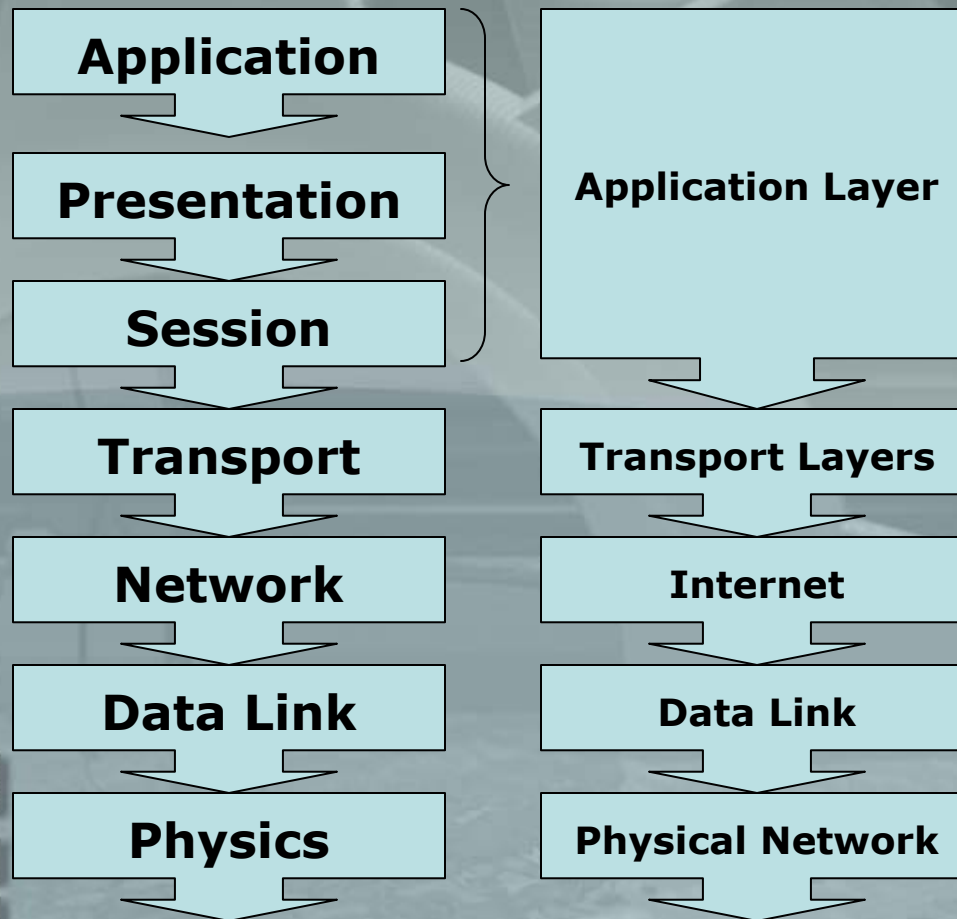 Application
Presentation
Session
Transport
Network
Data Link
Physics
Application Layer
Transport Layers
Internet
Data Link
Physical Network